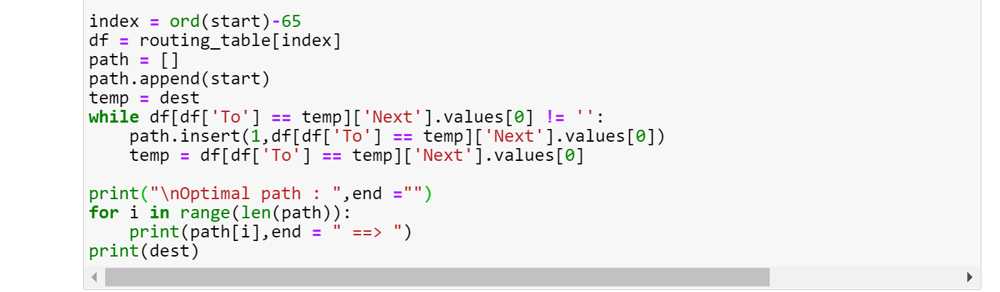 index = ord(start)-65
df = routing_table[index]
path = []
path.append(start)
temp = dest
while df[df['To'] == temp]['Next'].values[0] != '':
    path.insert(1,df[df['To'] == temp]['Next'].values[0])
    temp = df[df['To'] == temp]['Next'].values[0]

print("\nOptimal path : ",end ="")
for i in range(len(path)):
    print(path[i],end = " ==> ")
print(dest)